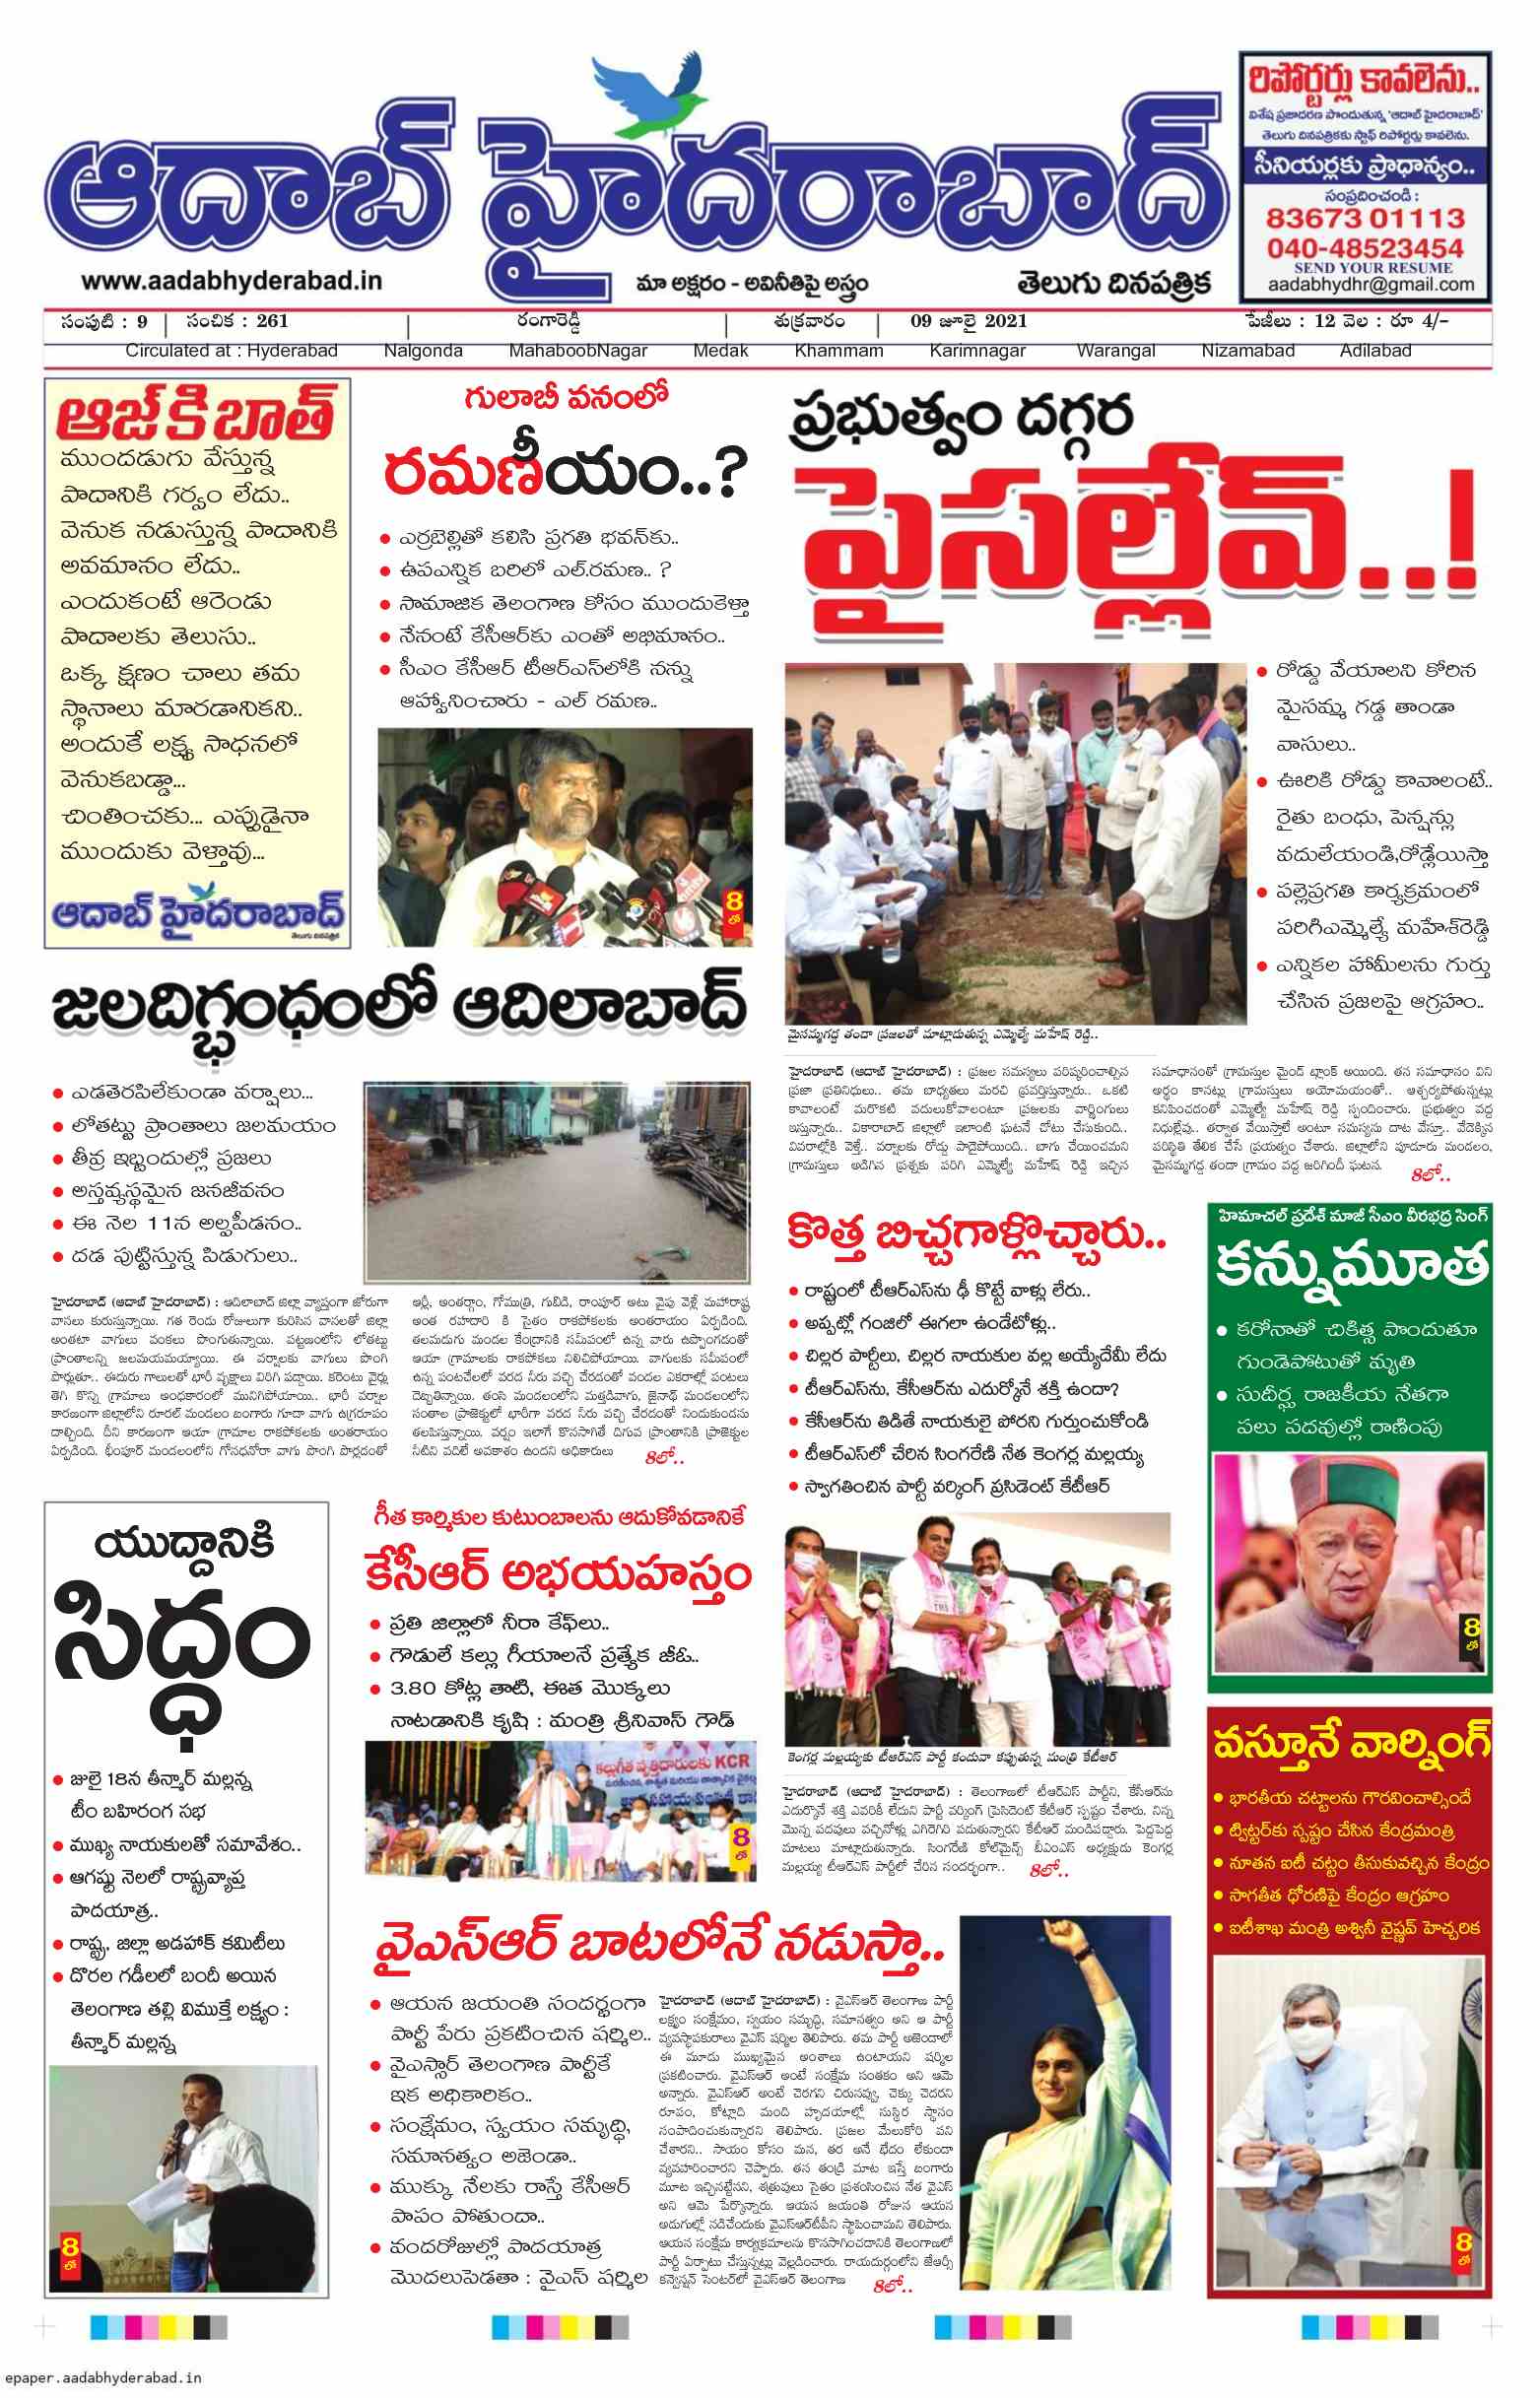 ఆదాబ్ హైదరాబాద్
www.aadabhyderabad.in
మా అక్షరం - అవినీతిపై అస్త్రం
తెలుగు దినపత్రిక
రిపోర్టర్లు కావలెను..
విశేష ప్రజాదరణ పొందుతున్న 'ఆదాబ్ హైదరాబాద్'
తెలుగు దినపత్రికకు స్టాఫ్ రిపోర్టర్లు కావలెను.
సీనియర్లకు ప్రాధాన్యం..
సంప్రదించండి :
83673 01113
040-48523454
SEND YOUR RESUME
aadabhydhr@gmail.com
సంపుటి : 9 | సంచిక : 261 | రంగారెడ్డి | శుక్రవారం | 09 జూలై 2021 పేజీలు : 12 వెల : రూ 4/-
Circulated at : Hyderabad Nalgonda MahaboobNagar Medak Khammam Karimnagar Warangal Nizamabad Adilabad
ఆజ్ కి బాత్
ముందడుగు వేస్తున్న
పాదానికి గర్వం లేదు..
వెనుక నడుస్తున్న పాదానికి
అవమానం లేదు..
ఎందుకంటే ఆరెండు
పాదాలకు తెలుసు..
ఒక్క క్షణం చాలు తమ
స్థానాలు మారడానికని..
అందుకే లక్ష్య సాధనలో
వెనుకబడ్డా...
చింతించకు... ఎప్పుడైనా
ముందుకు వెళ్తావు...
ఆదాబ్ హైదరాబాద్
తెలుగు దినపత్రిక
గులాబీ వనంలో
రమణీయం..?
• ఎర్రబెల్లితో కలిసి ప్రగతి భవన్‌కు..
• ఉపఎన్నిక బరిలో ఎల్.రమణ.. ?
• సామాజిక తెలంగాణ కోసం ముందుకెళ్తా
• నేనంటే కేసీఆర్‌కు ఎంతో అభిమానం..
• సీఎం కేసీఆర్ టీఆర్ఎస్‌లోకి నన్ను
ఆహ్వానించారు - ఎల్ రమణ..
8లో
ప్రభుత్వం దగ్గర
పైసల్లేవ్..!
• రోడ్డు వేయాలని కోరిన
మైసమ్మ గడ్డ తాండా
వాసులు..
• ఊరికి రోడ్డు కావాలంటే..
రైతు బంధు, పెన్షన్లు
వదులేయండి,రోడ్లేయిస్తా
• పల్లెప్రగతి కార్యక్రమంలో
పరిగిఎమ్మెల్యే మహేశ్‌రెడ్డి
• ఎన్నికల హామీలను గుర్తు
చేసిన ప్రజలపై ఆగ్రహం..
మైసమ్మగడ్డ తండా ప్రజలతో మాట్లాడుతున్న ఎమ్మెల్యే మహేష్ రెడ్డి..
హైదరాబాద్ (ఆదాబ్ హైదరాబాద్) : ప్రజల సమస్యలు పరిష్కరించాల్సిన
ప్రజా ప్రతినిధులు.. తమ బాధ్యతలు మరచి ప్రవర్తిస్తున్నారు.. ఒకటి
కావాలంటే మరొకటి వదులుకోవాలంటూ ప్రజలకు వార్నింగులు
ఇస్తున్నారు.. వికారాబాద్ జిల్లాలో ఇలాంటి ఘటనే చోటు చేసుకుంది..
వివరాల్లోకి వెళ్తే.. వర్షాలకు రోడ్డు పాడైపోయింది.. బాగు చేయించమని
గ్రామస్తులు అడిగిన ప్రశ్నకు పరిగి ఎమ్మెల్యే మహేష్ రెడ్డి ఇచ్చిన
సమాధానంతో గ్రామస్తుల మైండ్ బ్లాంక్ అయింది. తన సమాధానం విని
అర్థం కానట్లు గ్రామస్తులు అయోమయంతో.. ఆశ్చర్యపోతున్నట్లు
కనిపించడంతో ఎమ్మెల్యే మహేష్ రెడ్డి స్పందించారు. ప్రభుత్వం వద్ద
నిధుల్లేవు.. తర్వాత వేయిస్తాలే అంటూ సమస్యను దాట వేస్తూ.. వేడెక్కిన
పరిస్థితి తేలిక చేసే ప్రయత్నం చేశారు. జిల్లాలోని పూడూరు మండలం,
మైసమ్మగడ్డ తండా గ్రామం వద్ద జరిగిందీ ఘటన. 8లో..
జలదిగ్బంధంలో ఆదిలాబాద్
• ఎడతెరపిలేకుండా వర్షాలు...
• లోతట్టు ప్రాంతాలు జలమయం
• తీవ్ర ఇబ్బందుల్లో ప్రజలు
• అస్తవ్యస్థమైన జనజీవనం
• ఈ నెల 11న అల్పపీడనం..
• దడ పుట్టిస్తున్న పిడుగులు..
హైదరాబాద్ (ఆదాబ్ హైదరాబాద్) : ఆదిలాబాద్ జిల్లా వ్యాప్తంగా జోరుగా
వానలు కురుస్తున్నాయి. గత రెండు రోజులుగా కురిసిన వానలతో జిల్లా
అంతటా వాగులు వంకలు పొంగుతున్నాయి. పట్టణంలోని లోతట్టు
ప్రాంతాలన్ని జలమయమయ్యాయి. ఈ వర్షాలకు వాగులు పొంగి
పొర్లుతూ.. ఈదురు గాలులతో భారీ వృక్షాలు విరిగి పడ్డాయి. కరెంటు వైర్లు
తెగి కొన్ని గ్రామాలు అంధకారంలో మునిగిపోయాయి.. భారీ వర్షాల
కారణంగా జిల్లాలోని రూరల్ మండలం బంగారు గూడా వాగు ఉగ్రరూపం
దాల్చింది. దీని కారణంగా ఆయా గ్రామాల రాకపోకలకు అంతరాయం
ఏర్పడింది. భీంపూర్ మండలంలోని గోనధనోరా వాగు పొంగి పొర్లడంతో
ఆర్లీ, అంతర్గాం, గోముత్రి, గుబిడి, రాంపూర్ అటు వైపు వెళ్లే మహారాష్ట్ర
అంత రహదారి కి సైతం రాకపోకలకు అంతరాయం ఏర్పడింది.
తలమడుగు మండల కేంద్రానికి సమీపంలో ఉన్న వారు ఉప్పొంగడంతో
ఆయా గ్రామాలకు రాకపోకలు నిలిచిపోయాయి. వాగులకు సమీపంలో
ఉన్న పంటచేలలో వరద నీరు వచ్చి చేరడంతో వందల ఎకరాల్లో పంటలు
దెబ్బతిన్నాయి. తంసి మండలంలోని మత్తడివాగు, జైనాథ్ మండలంలోని
సంతాల ప్రాజెక్టులో భారీగా వరద నీరు వచ్చి చేరడంతో నిండుకుండను
తలపిస్తున్నాయి. వర్షం ఇలాగే కొనసాగితే దిగువ ప్రాంతానికి ప్రాజెక్టుల
నీటిని వదిలే అవకాశం ఉందని అధికారులు 8లో..
కొత్త బిచ్చగాళ్లొచ్చారు..
• రాష్ట్రంలో టీఆర్ఎస్‌ను ఢీ కొట్టే వాళ్లు లేరు..
• అప్పట్లో గంజిలో ఈగలా ఉండేటోళ్లు..
• చిల్లర పార్టీలు, చిల్లర నాయకుల వల్ల అయ్యేదేమీ లేదు
• టీఆర్ఎస్‌ను, కేసీఆర్‌ను ఎదుర్కోనే శక్తి ఉందా?
• కేసీఆర్‌ను తిడితే నాయకులై పోరని గుర్తుంచుకోండి
• టీఆర్ఎస్‌లో చేరిన సింగరేణి నేత కెంగర్ల మల్లయ్య
• స్వాగతించిన పార్టీ వర్కింగ్ ప్రసిడెంట్ కేటీఆర్
కెంగర్ల మల్లయ్యకు టీఆర్ఎస్ పార్టీ కండువా కప్పుతున్న మంత్రి కేటీఆర్
హైదరాబాద్ (ఆదాబ్ హైదరాబాద్) : తెలంగాణలో టీఆర్ఎస్ పార్టీని, కేసీఆర్‌ను
ఎదుర్కొనే శక్తి ఎవరికీ లేదుని పార్టీ వర్కింగ్ ప్రెసిడెంట్ కేటీఆర్ స్పష్టం చేశారు. నిన్న
మొన్న పదవులు వచ్చినోళ్లు ఎగిరెగిరి పడుతున్నారని కేటీఆర్ మండిపడ్డారు. పెద్దపెద్ద
మాటలు మాట్లాడుతున్నారు. సింగరేణి కోల్‌మైన్స్ బీఎంఎస్ అధ్యక్షుడు కెంగర్ల
మల్లయ్య టీఆర్ఎస్ పార్టీలో చేరిన సందర్భంగా.. 8లో..
హిమాచల్ ప్రదేశ్ మాజీ సీఎం వీరభద్ర సింగ్
కన్నుమూత
• కరోనాతో చికిత్స పొందుతూ
గుండెపోటుతో మృతి
• సుదీర్ఘ రాజకీయ నేతగా
పలు పదవుల్లో రాణింపు
8లో
యుద్దానికి
సిద్ధం
• జులై 18న తీన్మార్ మల్లన్న
టీం బహిరంగ సభ
• ముఖ్య నాయకులతో సమావేశం..
• ఆగష్టు నెలలో రాష్ట్రవ్యాప్త
పాదయాత్ర..
• రాష్ట్ర, జిల్లా అడహాక్ కమిటీలు
• దొరల గడీలలో బందీ అయిన
తెలంగాణ తల్లి విముక్తే లక్ష్యం :
తీన్మార్ మల్లన్న
8లో
గీత కార్మికుల కుటుంబాలను ఆదుకోవడానికే
కేసీఆర్ అభయహస్తం
• ప్రతి జిల్లాలో నీరా కేఫ్‌లు..
• గౌడులే కల్లు గీయాలనే ప్రత్యేక జీఓ..
• 3.80 కోట్ల తాటి, ఈత మొక్కలు
నాటడానికి కృషి : మంత్రి శ్రీనివాస్ గౌడ్
కల్లుగీత వృత్తిదారులకు KCR
8లో
వైఎస్ఆర్ బాటలోనే నడుస్తా..
• ఆయన జయంతి సందర్భంగా
పార్టీ పేరు ప్రకటించిన షర్మిల..
• వైఎస్సార్ తెలంగాణ పార్టీకే
ఇక అధికారికం..
• సంక్షేమం, స్వయం సమృద్ధి,
సమానత్వం అజెండా..
• ముక్కు నేలకు రాస్తే కేసీఆర్
పాపం పోతుందా..
• వందరోజుల్లో పాదయాత్ర
మొదలుపెడతా : వైఎస్ షర్మిల
హైదరాబాద్ (ఆదాబ్ హైదరాబాద్) : వైఎస్ఆర్ తెలంగాణ పార్టీ
లక్ష్యం సంక్షేమం, స్వయం సమృద్ధి, సమానత్వం అని ఆ పార్టీ
వ్యవస్థాపకురాలు వైఎస్ షర్మిల తెలిపారు. తమ పార్టీ అజెండాలో
ఈ మూడు ముఖ్యమైన అంశాలు ఉంటాయని షర్మిల
ప్రకటించారు. వైఎస్ఆర్ అంటే సంక్షేమ సంతకం అని ఆమె
అన్నారు. వైఎస్ఆర్ అంటే చెరగని చిరునవ్వు, చెక్కు చెదరని
రూపం, కోట్లాది మంది హృదయాల్లో సుస్థిర స్థానం
సంపాదించుకున్నారని తెలిపారు. ప్రజల మేలుకోరి పని
చేశారని.. సాయం కోసం మన, తర అనే భేదం లేకుండా
వ్యవహరించారని చెప్పారు. తన తండ్రి మాట ఇస్తే బంగారు
మూట ఇచ్చినట్టేనని, శత్రువులు సైతం ప్రశంసించిన నేత వైఎస్
అని ఆమె పేర్కొన్నారు. ఆయన జయంతి రోజున ఆయన
అడుగుల్లో నడిచేందుకు వైఎస్ఆర్‌టీపీని స్థాపించామని తెలిపారు.
ఆయన సంక్షేమ కార్యక్రమాలను కొనసాగించడానికి తెలంగాణలో
పార్టీ ఏర్పాటు చేస్తున్నట్లు వెల్లడించారు. రాయదుర్గంలోని జేఆర్సీ
కన్వెన్షన్ సెంటర్‌లో వైఎస్ఆర్ తెలంగాణ 8లో..
వస్తూనే వార్నింగ్
• భారతీయ చట్టాలను గౌరవించాల్సిందే
• ట్విట్టర్‌కు స్పష్టం చేసిన కేంద్రమంత్రి
• నూతన ఐటీ చట్టం తీసుకువచ్చిన కేంద్రం
• సాగతీత ధోరణిపై కేంద్రం ఆగ్రహం
• ఐటీశాఖ మంత్రి అశ్వినీ వైష్ణవ్ హెచ్చరిక
8లో
epaper.aadabhyderabad.in